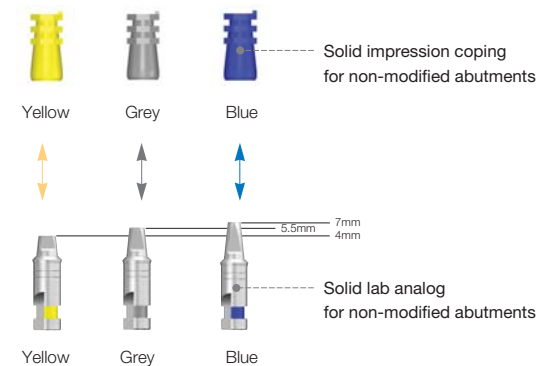 Solid impression coping
for non-modified abutments
Yellow Grey Blue
7mm
5.5mm
4mm
Solid lab analog
for non-modified abutments
Yellow Grey Blue